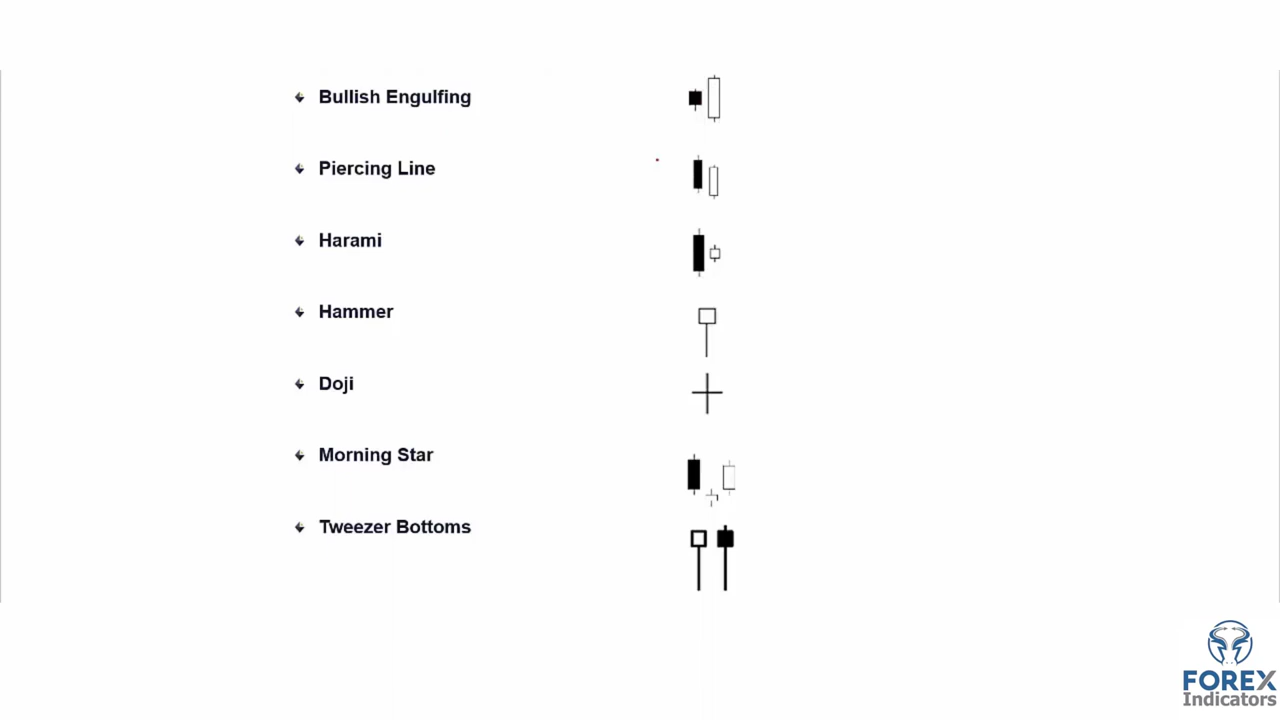 Bullish Engulfing
Piercing Line
Harami
Hammer
Doji
Morning Star
Tweezer Bottoms
FOREX
Indicators